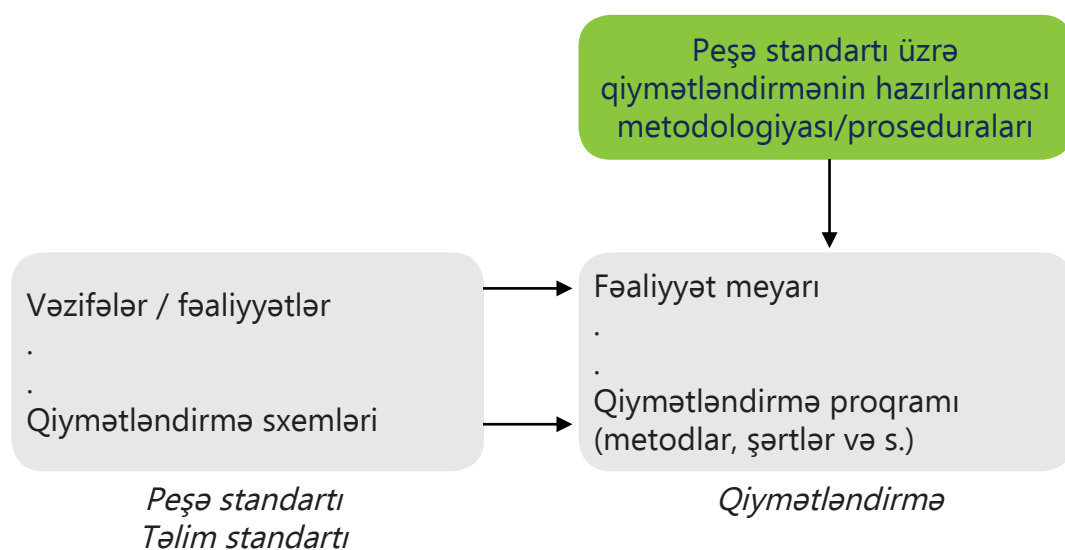 Peşə standartı üzrə
qiymətləndirmənin hazırlanması
metodologiyası/proseduraları
Vəzifələr / fəaliyyətlər
.
.
Qiymətləndirmə sxemləri
Fəaliyyət meyarı
.
.
Qiymətləndirmə proqramı
(metodlar, şərtlər və s.)
Peşə standartı
Təlim standartı
Qiymətləndirmə